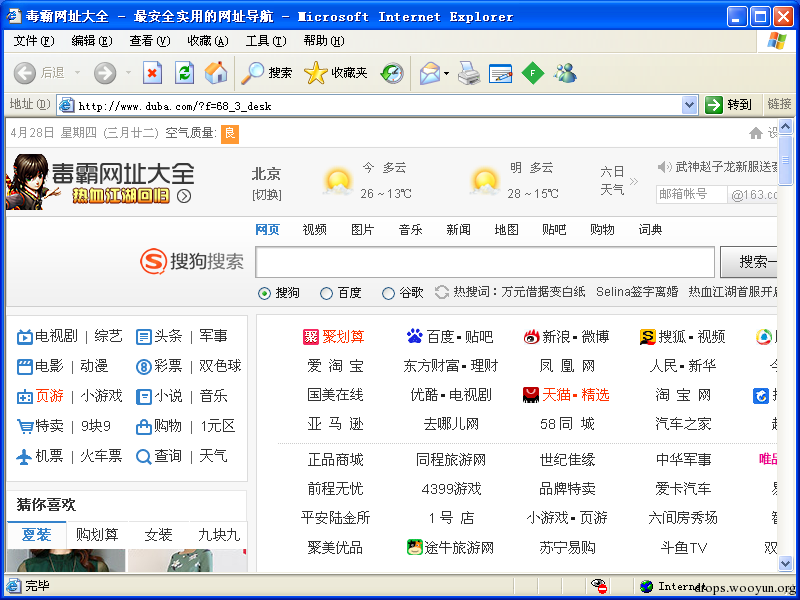 毒霸网址大全 - 最安全实用的网址导航 - Microsoft Internet Explorer
文件(F) 编辑(E) 查看(V) 收藏(A) 工具(T) 帮助(H)
后退 搜索 收藏夹
地址(D) http://www.duba.com/?f=68_3_desk 转到 链接
4月28日 星期四 (三月廿二) 空气质量: 良 设
毒霸网址大全
热血江湖回归
北京
[切换]
今 多云
26 ~ 13℃
明 多云
28 ~ 15℃
六日
天气
武神赵子龙新服送
邮箱帐号 @163.co
网页 视频 图片 音乐 新闻 地图 贴吧 购物 词典
搜狗搜索 搜索一
搜狗 百度 谷歌 热搜词：万元借据变白纸 Selina签字离婚 热血江湖首服开启
电视剧 | 综艺 头条 | 军事
电影 | 动漫 彩票 | 双色球
页游 | 小游戏 小说 | 音乐
特卖 | 9块9 购物 | 1元区
机票 | 火车票 查询 | 天气
聚 聚划算 百度▪贴吧 新浪▪微博 搜狐▪视频
爱淘宝 东方财富▪理财 凤凰网 人民▪新华 今
国美在线 优酷▪电视剧 天猫▪精选 淘宝网
亚马逊 去哪儿网 58同城 汽车之家
正品商城 同程旅游网 世纪佳缘 中华军事 唯品
前程无忧 4399游戏 品牌特卖 爱卡汽车
平安陆金所 1号店 小游戏▪页游 六间房秀场 智
聚美优品 途牛旅游网 苏宁易购 斗鱼TV 双
猜你喜欢
夏装 购划算 女装 九块九
完毕 Internet
drops.wooyun.org